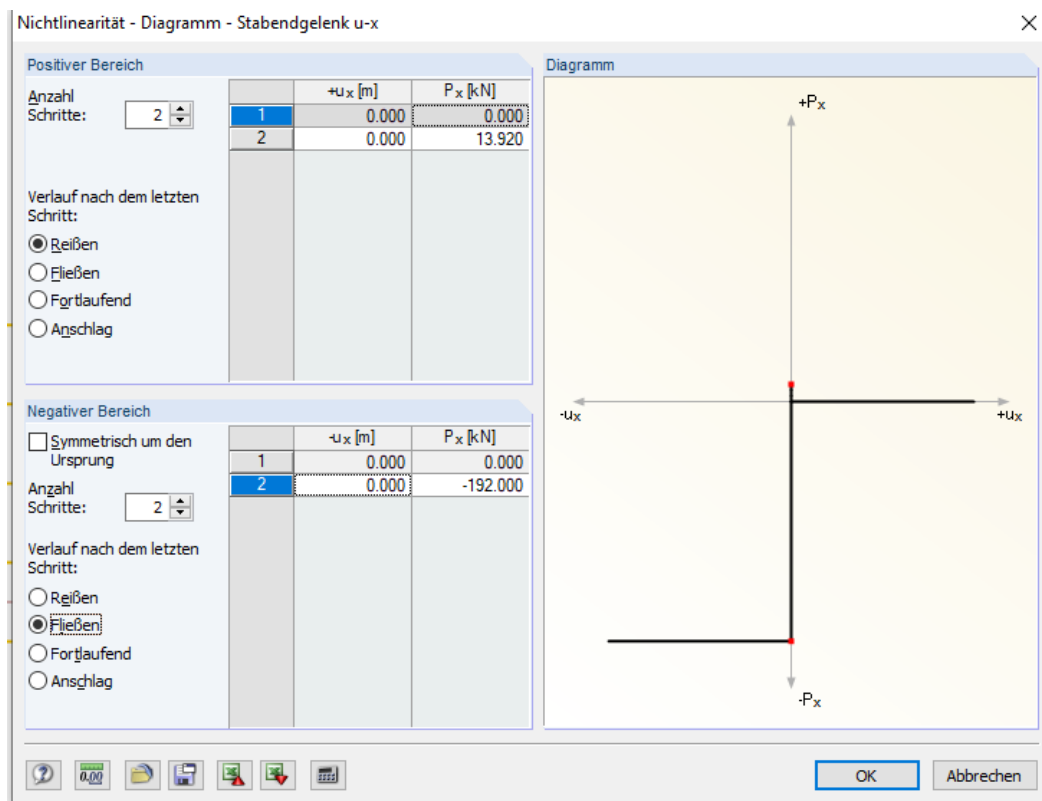 Nichtlinearität - Diagramm - Stabendgelenk u-x
Positiver Bereich
Anzahl
Schritte: 2
+ux [m] Px [kN]
1 0.000 0.000
2 0.000 13.920
Verlauf nach dem letzten
Schritt:
Reißen
Fließen
Fortlaufend
Anschlag
Negativer Bereich
Symmetrisch um den
Ursprung
Anzahl
Schritte: 2
-ux [m] Px [kN]
1 0.000 0.000
2 0.000 -192.000
Verlauf nach dem letzten
Schritt:
Reißen
Fließen
Fortlaufend
Anschlag
Diagramm
+Px
-ux
+ux
-Px
0.00
OK Abbrechen